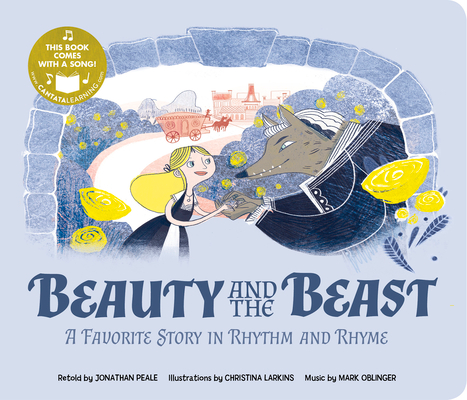 THIS BOOK
COMES
WITH A SONG!
www.CANTATALEARNING.com
BEAUTY AND THE BEAST
A FAVORITE STORY IN RHYTHM AND RHYME
Retold by JONATHAN PEALE Illustrations by CHRISTINA LARKINS Music by MARK OBLINGER